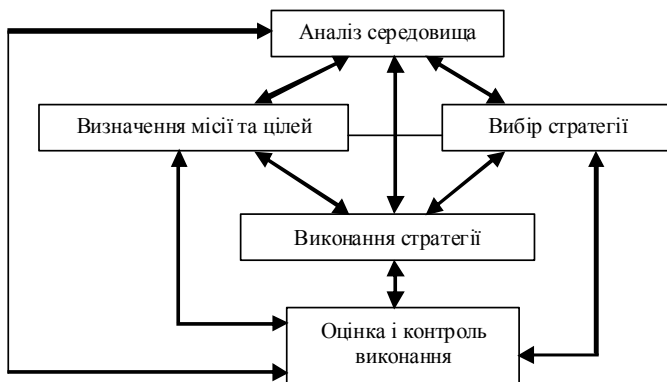 Аналіз середовища
Визначення місії та цілей
Вибір стратегії
Виконання стратегії
Оцінка і контроль
виконання